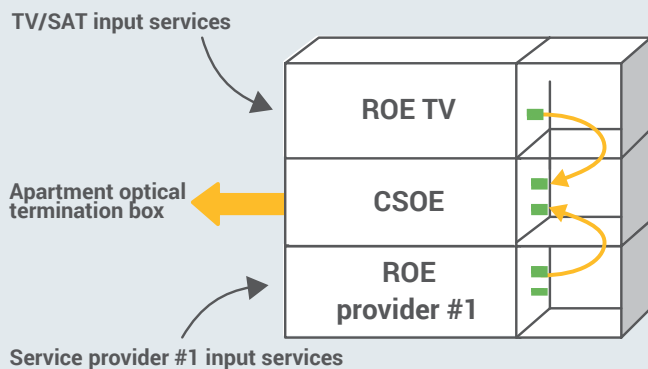 TV/SAT input services
ROE TV
Apartment optical
termination box
CSOE
ROE
provider #1
Service provider #1 input services